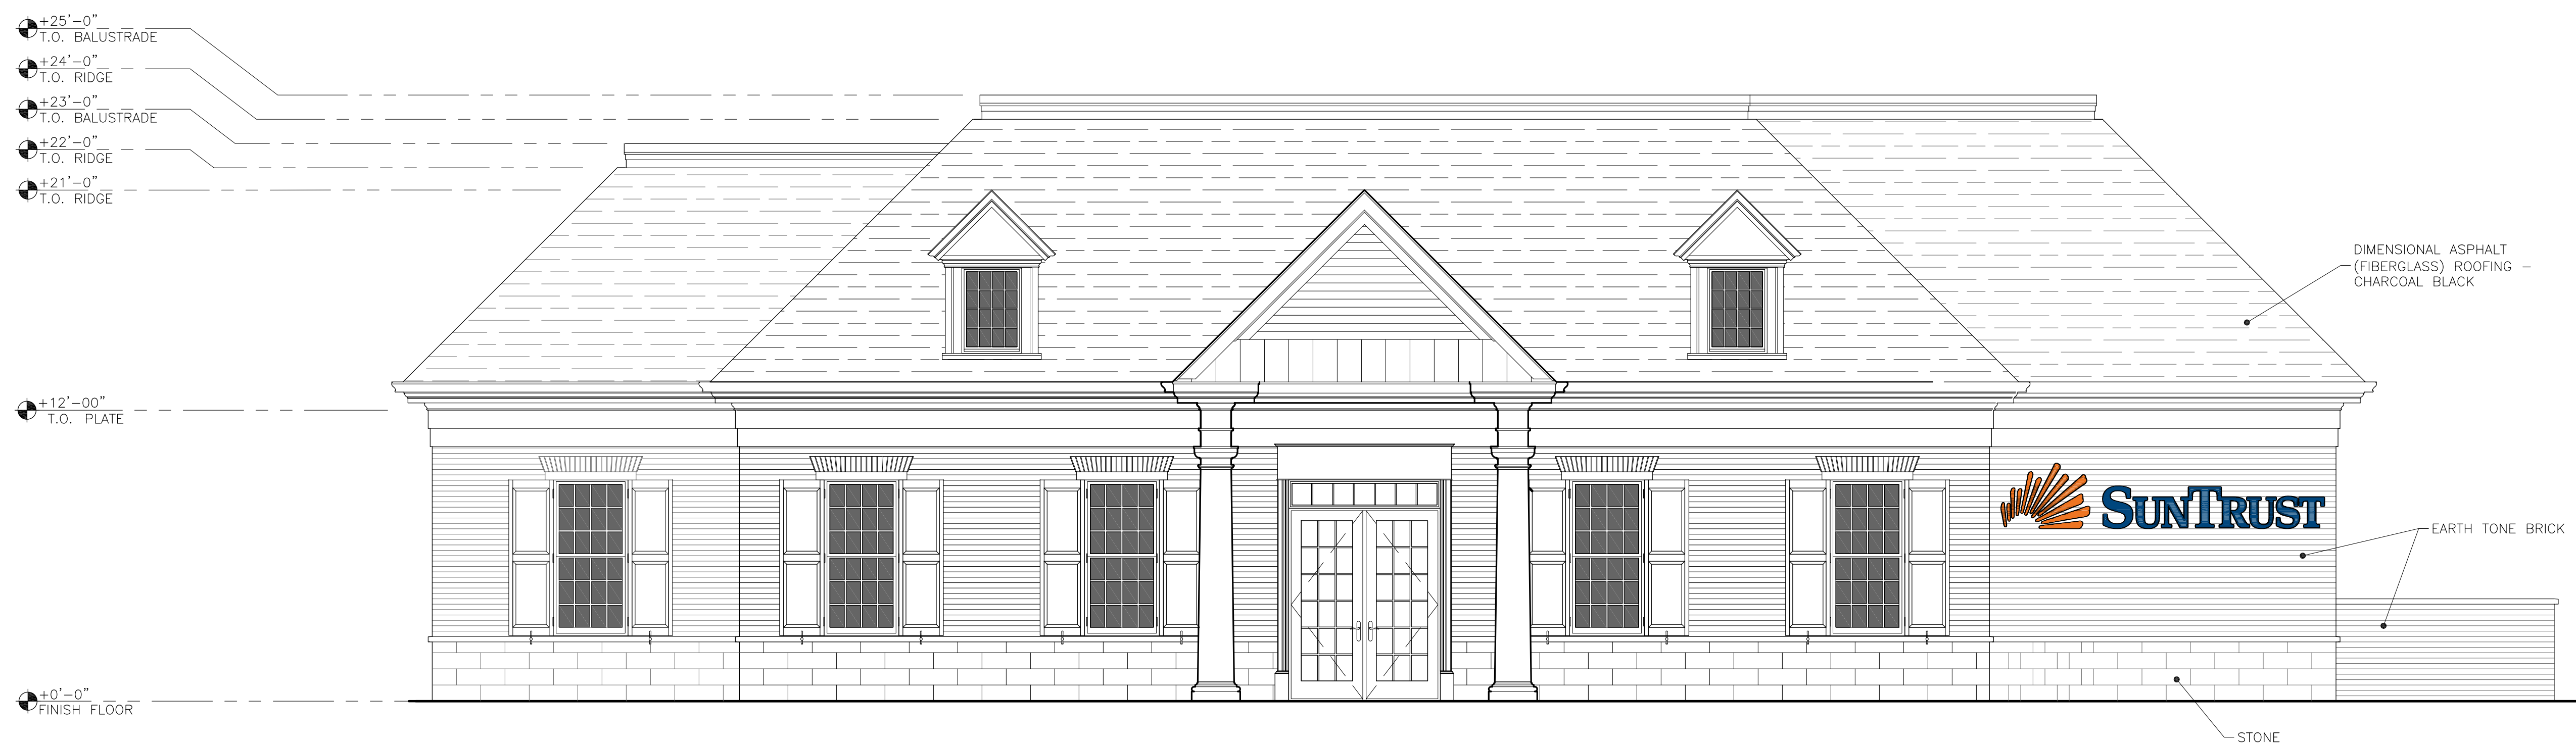 +25'-0"
T.O. BALUSTRADE
+24'-0"
T.O. RIDGE
+23'-0"
T.O. BALUSTRADE
+22'-0"
T.O. RIDGE
+21'-0"
T.O. RIDGE
DIMENSIONAL ASPHALT
(FIBERGLASS) ROOFING –
CHARCOAL BLACK
+12'-00"
T.O. PLATE
SUNTRUST
EARTH TONE BRICK
+0'-0"
FINISH FLOOR
STONE